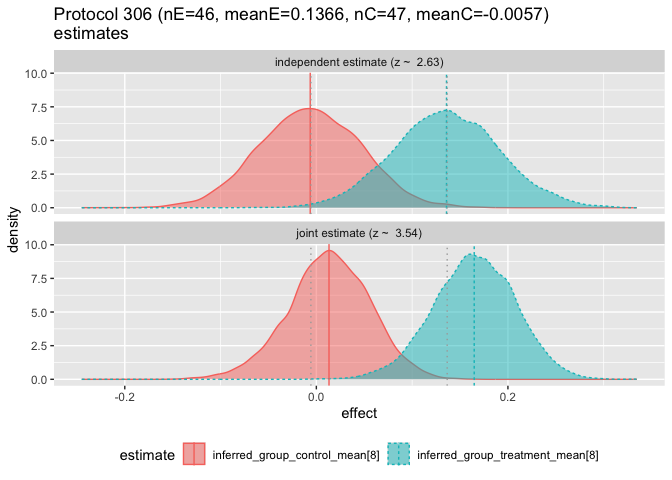 Protocol 306 (nE=46, meanE=0.1366, nC=47, meanC=-0.0057)
estimates
independent estimate (z ~  2.63)
10.0
7.5
5.0
2.5
0.0
joint estimate (z ~  3.54)
10.0
7.5
5.0
2.5
0.0
density
-0.2
0.0
0.2
effect
estimate
inferred_group_control_mean[8]
inferred_group_treatment_mean[8]